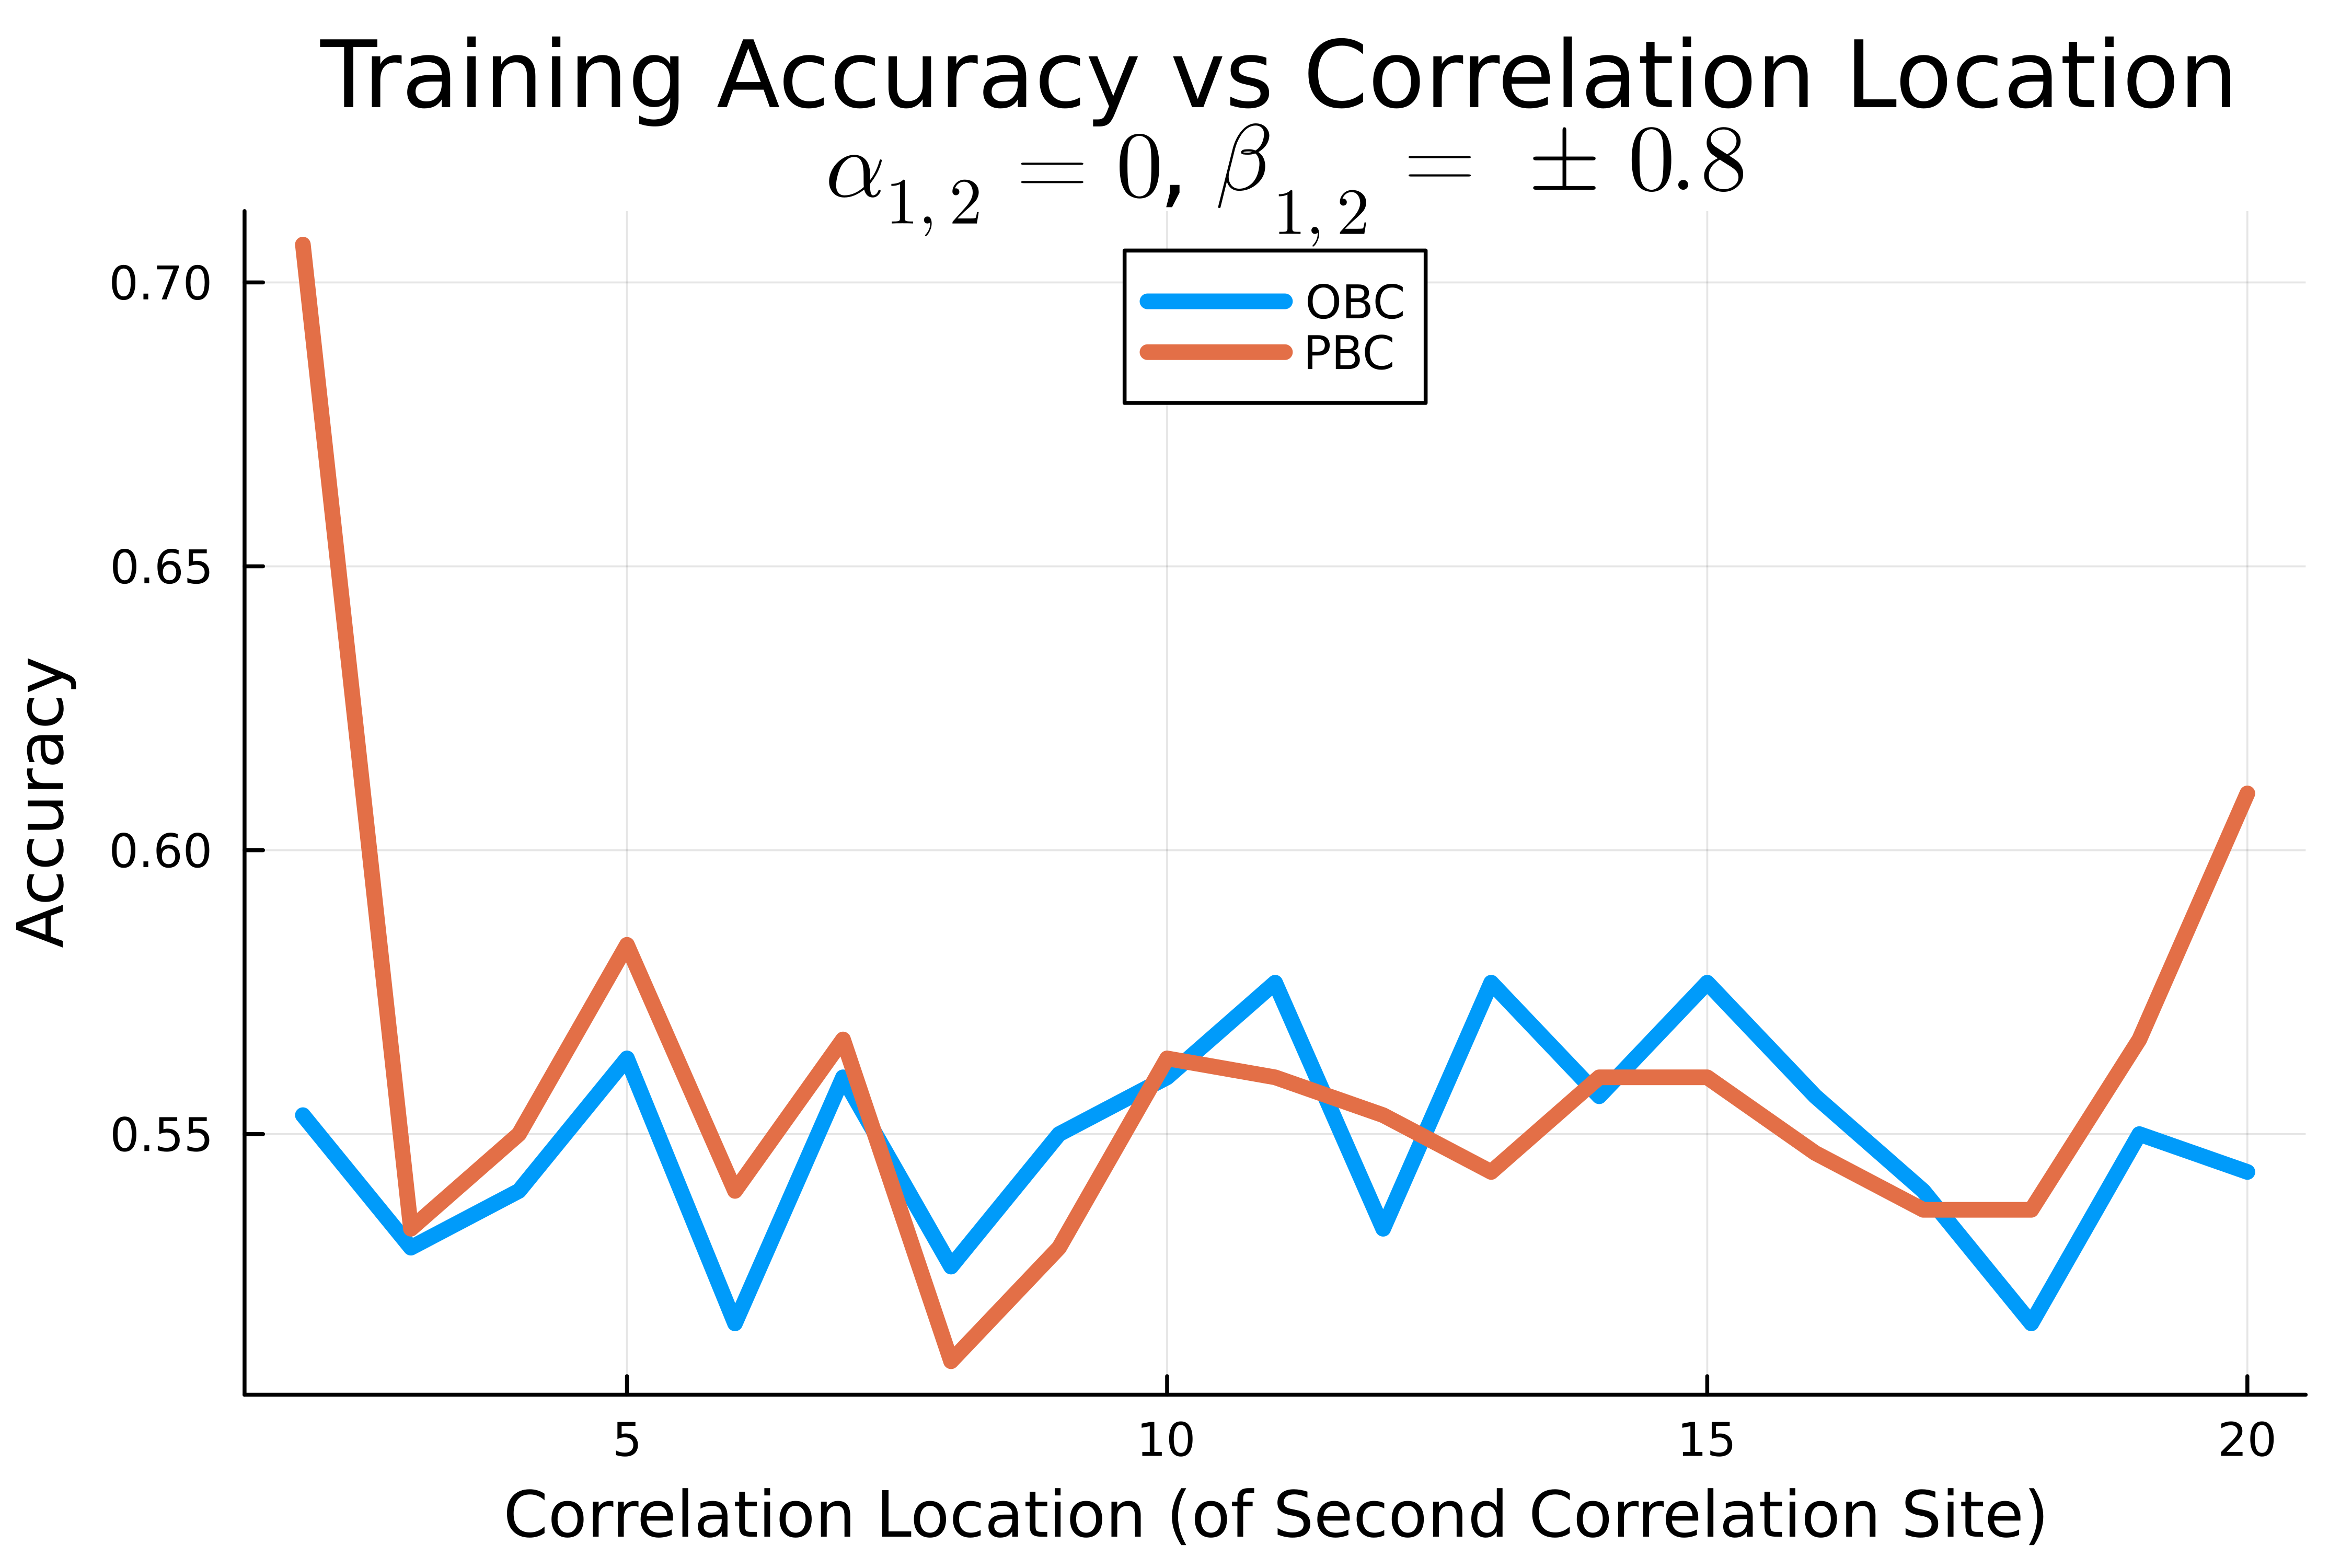 Training Accuracy vs Correlation Location
α₁,₂ = 0, β₁,₂ = ± 0.8
OBC
PBC
0.70
0.65
0.60
0.55
Accuracy
5 10 15 20
Correlation Location (of Second Correlation Site)